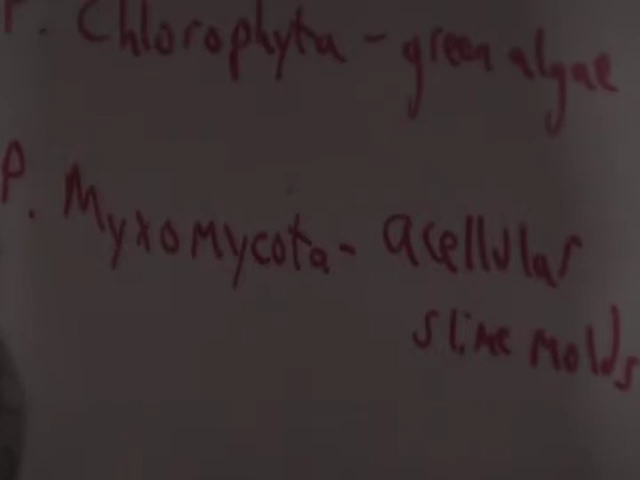 P. Chlorophyta - green algae
P. Myxomycota - acellular
slime molds